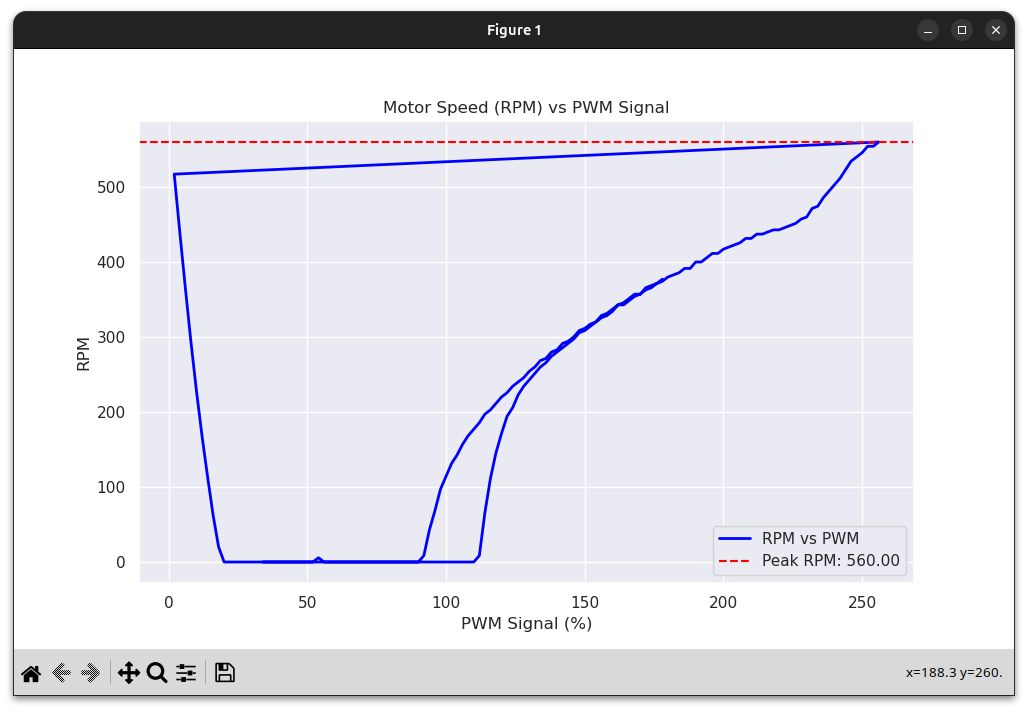 Figure 1
Motor Speed (RPM) vs PWM Signal
500
400
300
200
100
0
RPM
RPM vs PWM
Peak RPM: 560.00
0 50 100 150 200 250
PWM Signal (%)
x=188.3 y=260.